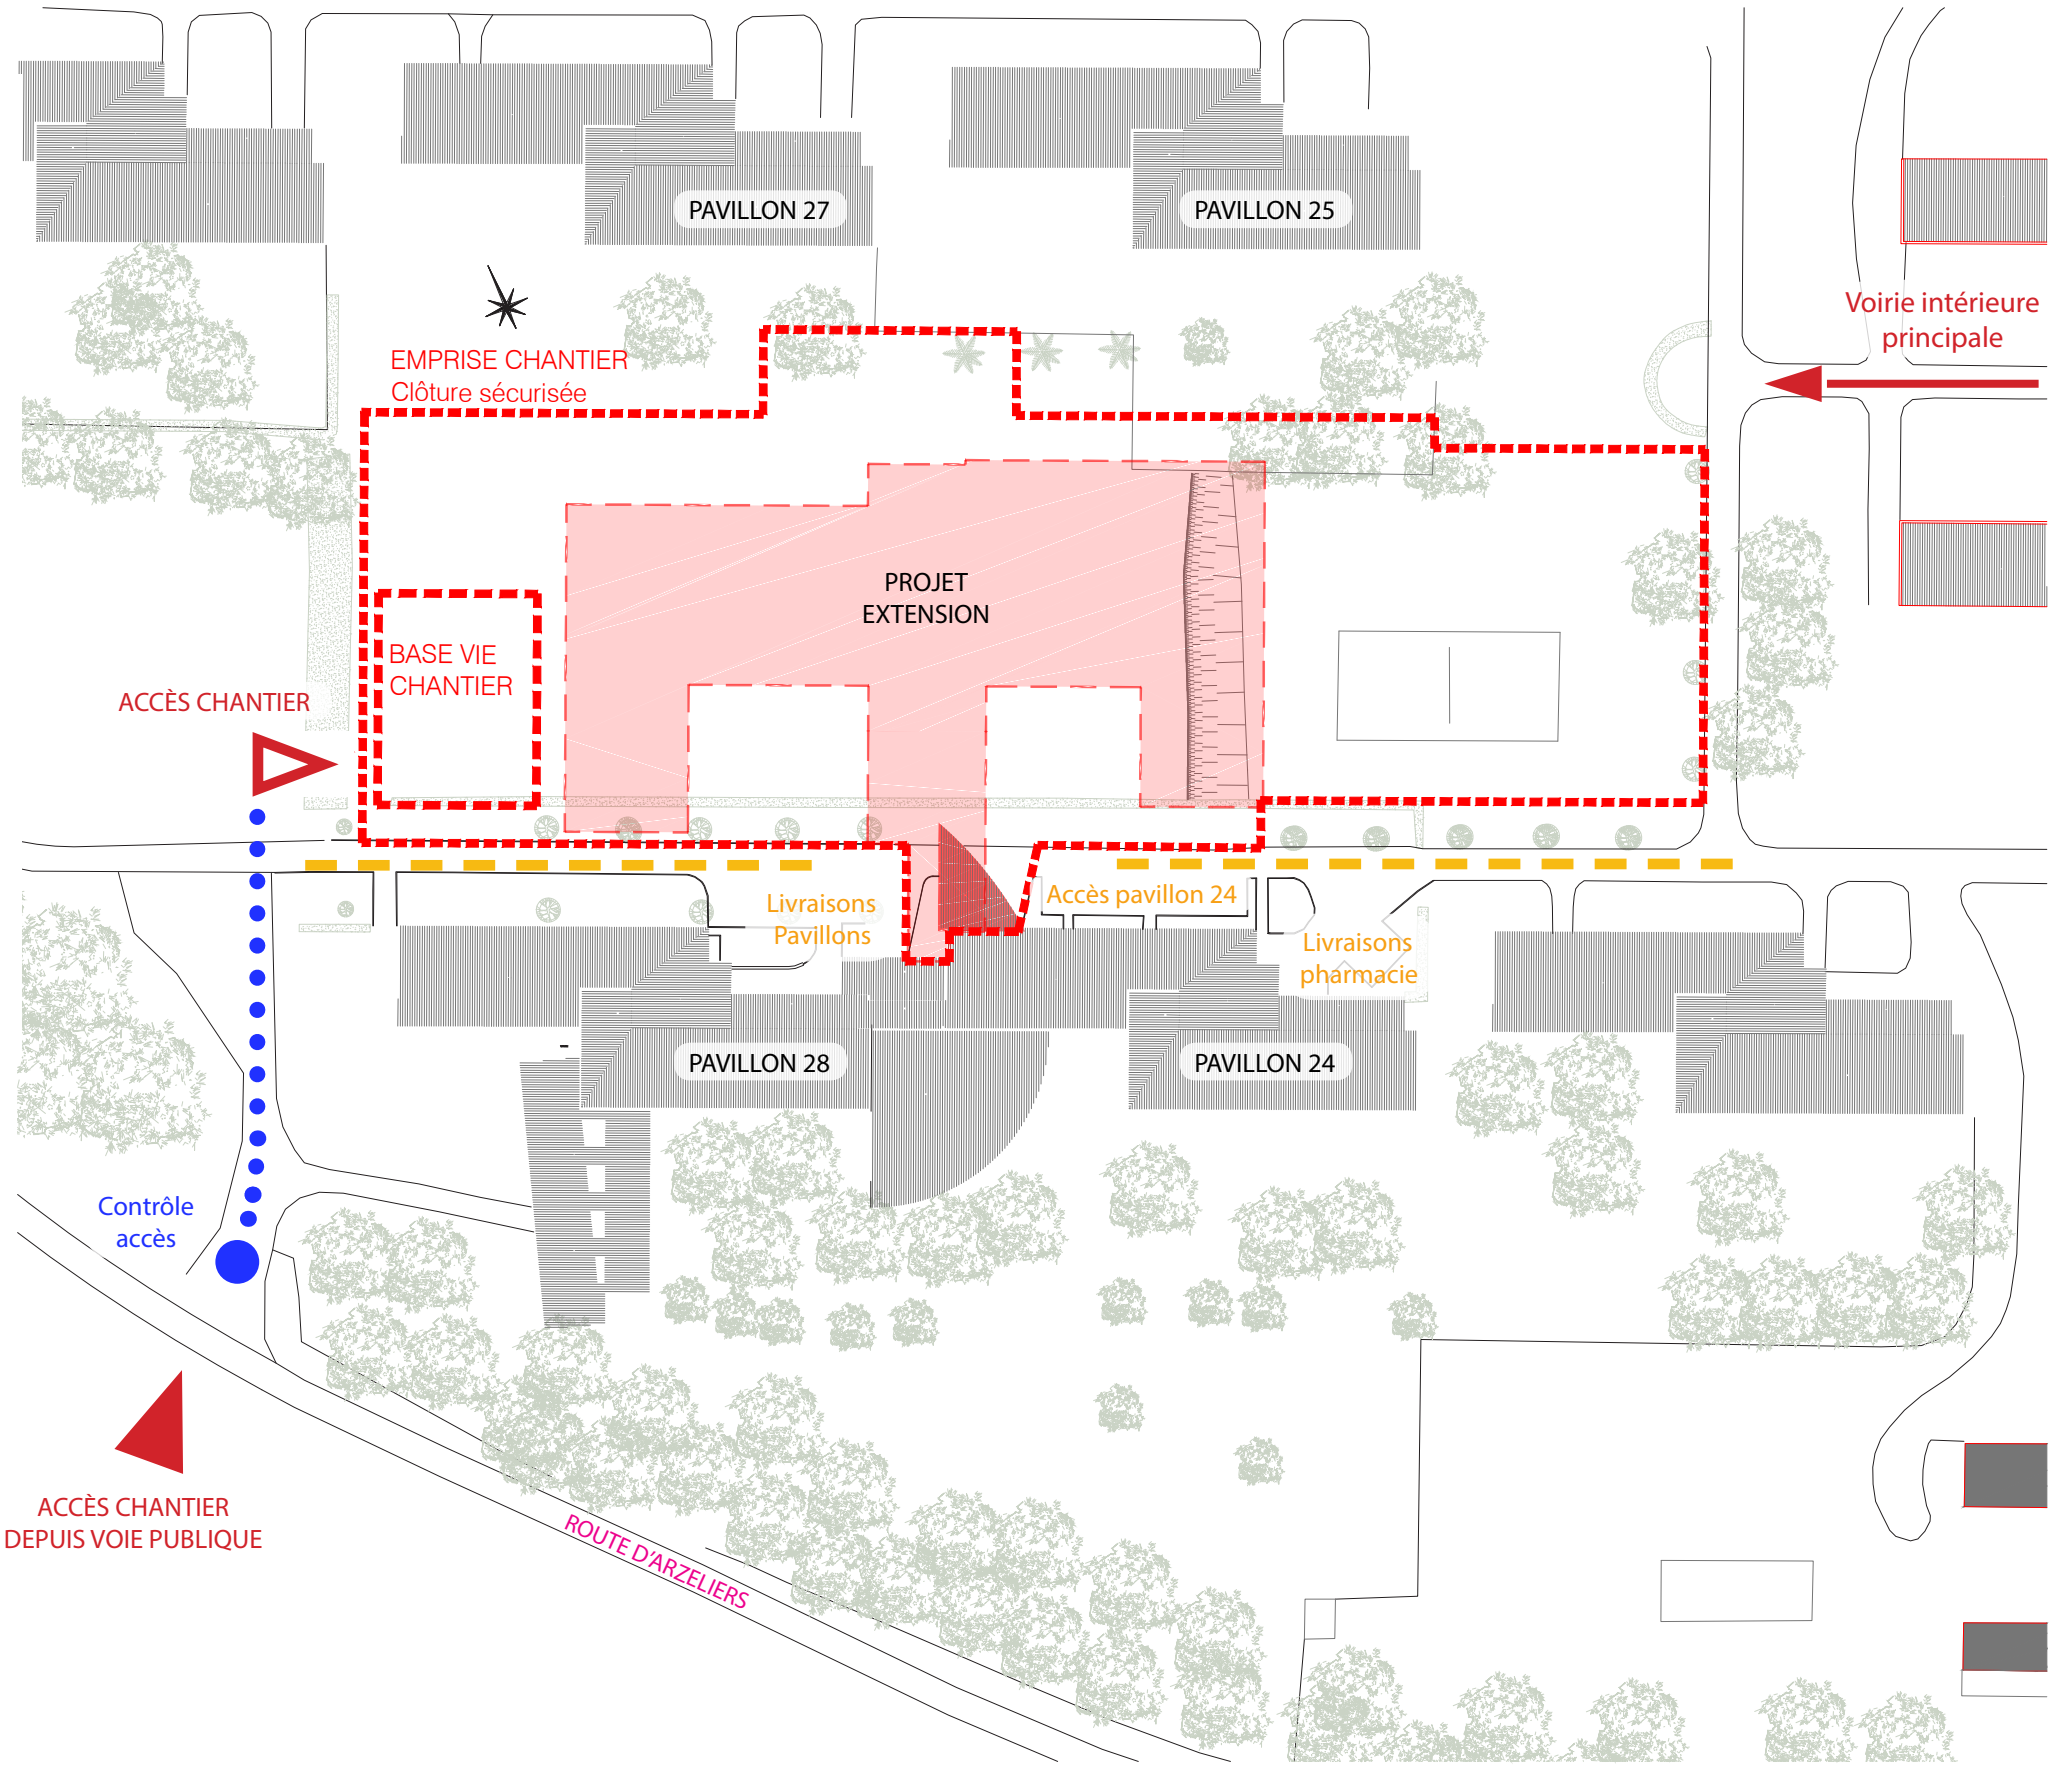 PAVILLON 27
PAVILLON 25
Voirie intérieure
principale
EMPRISE CHANTIER
Clôture sécurisée
PROJET
EXTENSION
BASE VIE
CHANTIER
ACCÈS CHANTIER
Livraisons
Pavillons
Accès pavillon 24
Livraisons
pharmacie
PAVILLON 28
PAVILLON 24
Contrôle
accès
ACCÈS CHANTIER
DEPUIS VOIE PUBLIQUE
ROUTE D'ARZELIERS